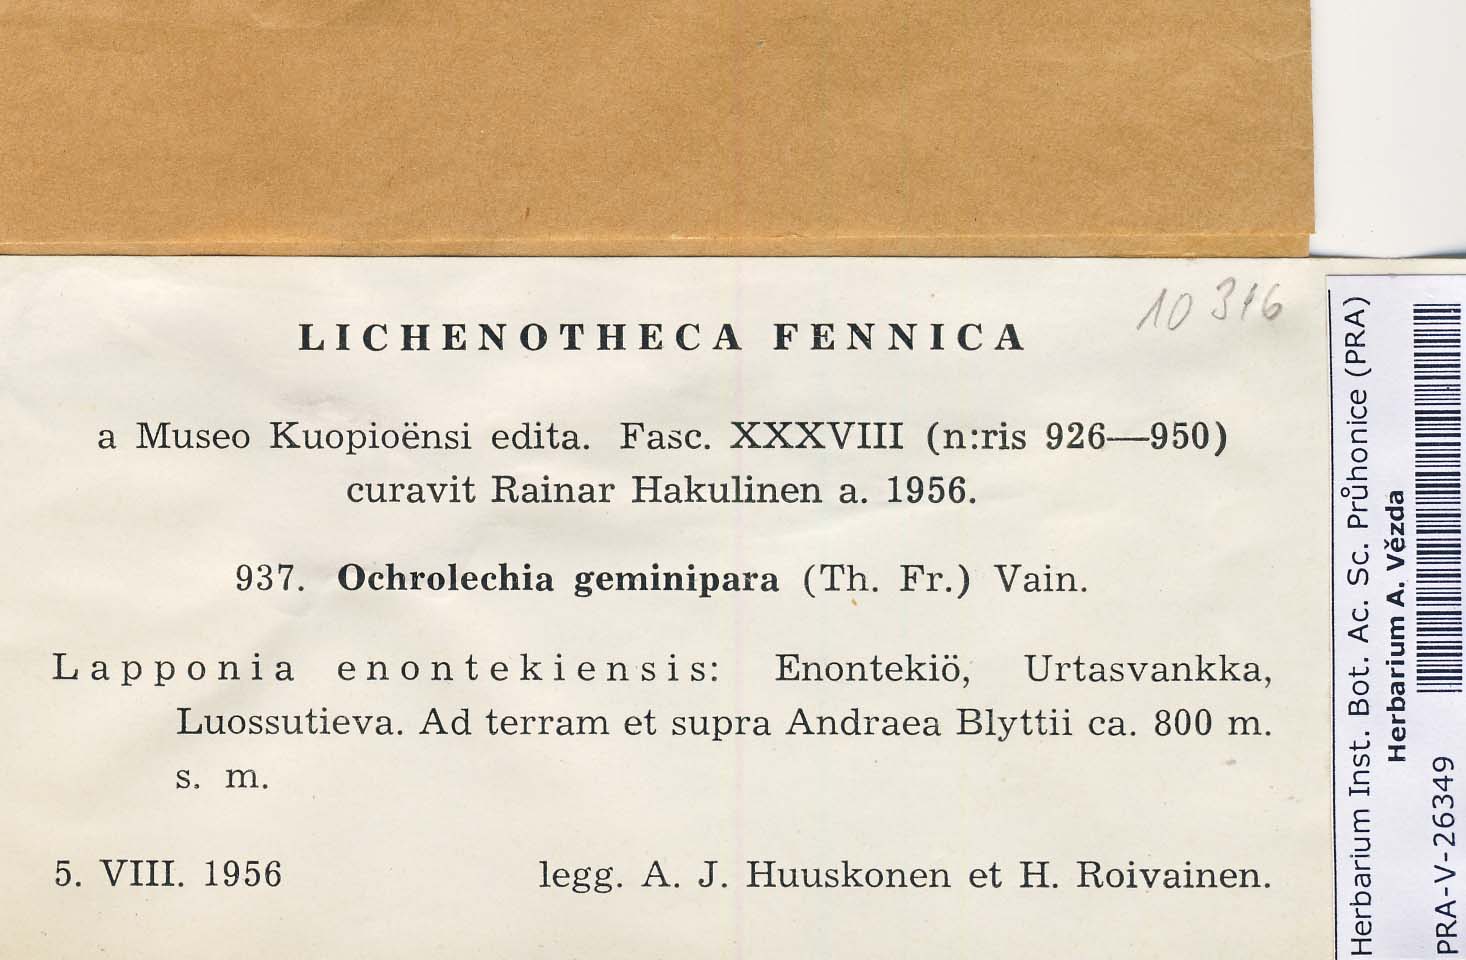 10 316
LICHENOTHECA FENNICA
a Museo Kuopioënsi edita. Fasc. XXXVIII (n:ris 926—950)
curavit Rainar Hakulinen a. 1956.
937. Ochrolechia geminipara (Th. Fr.) Vain.
Lapponia enontekiensis: Enontekiö, Urtasvankka,
Luossutieva. Ad terram et supra Andraea Blyttii ca. 800 m.
s. m.
5. VIII. 1956 legg. A. J. Huuskonen et H. Roivainen.
Herbarium Inst. Bot. Ac. Sc. Průhonice (PRA)
Herbarium A. Vězda
PRA-V-26349